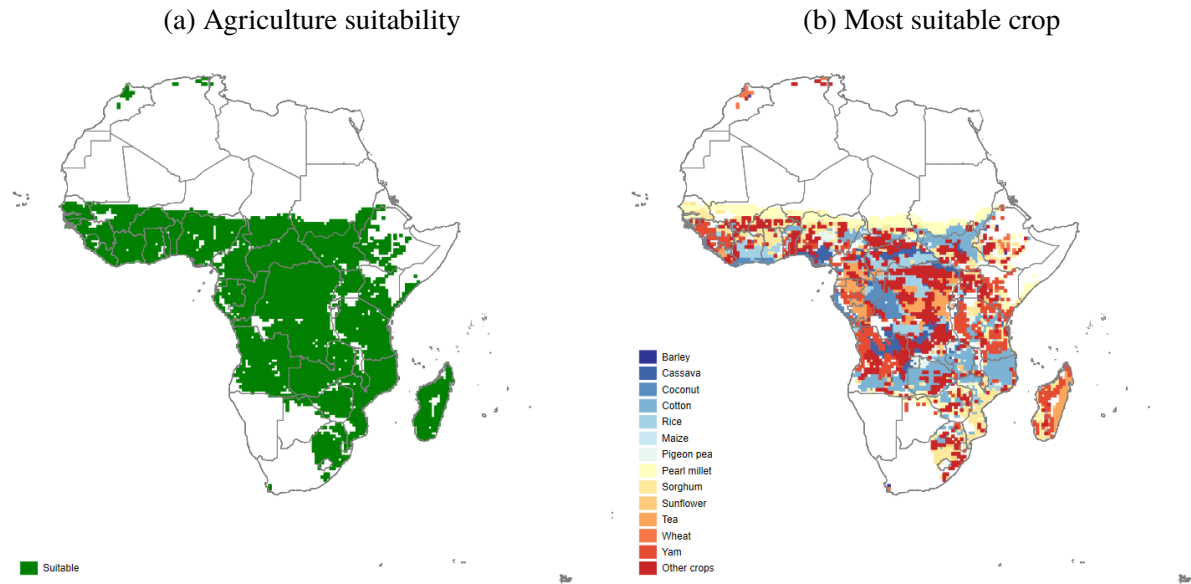 (a) Agriculture suitability
(b) Most suitable crop
Suitable
Barley
Cassava
Coconut
Cotton
Rice
Maize
Pigeon pea
Pearl millet
Sorghum
Sunflower
Tea
Wheat
Yam
Other crops